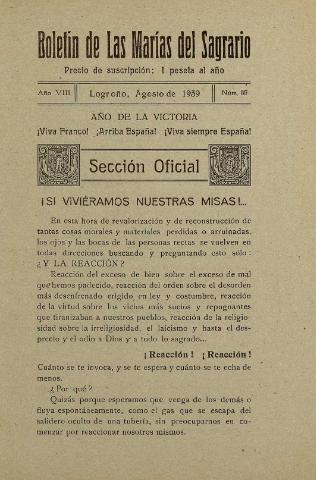 Boletín de Las Marías del Sagrario
Precio de suscripción: 1 peseta al año
Año VIII Logroño, Agosto de 1939 Núm.
AÑO DE LA VICTORIA
¡Viva Franco! ¡Arriba España! ¡Viva siempre España!
Sección Oficial
¡SI VIVIÉRAMOS NUESTRAS MISAS!...
En esta hora de revalorización y de reconstrucción de
tantas cosas morales y materiales perdidas o arruinadas,
los ojos y las bocas de las personas rectas se vuelven en
todas direcciones buscando y preguntando esto sólo:
¿Y LA REACCIÓN?
Reacción del exceso de bien sobre el exceso de mal
que hemos padecido, reacción del orden sobre el desorden
más desenfrenado erigido en ley y costumbre, reacción
de la virtud sobre los vicios más sucios y repugnantes
que tiranizaban a nuestros pueblos, reacción de la religio-
sidad sobre la irreligiosidad, el laicismo y hasta el des-
precio y el odio a Dios y a todo lo sagrado...
¡Reacción! ¡Reacción!
Cuánto se te invoca, y se te espera y cuánto se te echa de
menos.
¿Por qué?
Quizás porque esperamos que venga de los demás o
fluya espontáneamente, como el gas que se escapa del
salidero oculto de una tubería, sin preocuparnos en co-
menzar por reaccionar nosotros mismos.